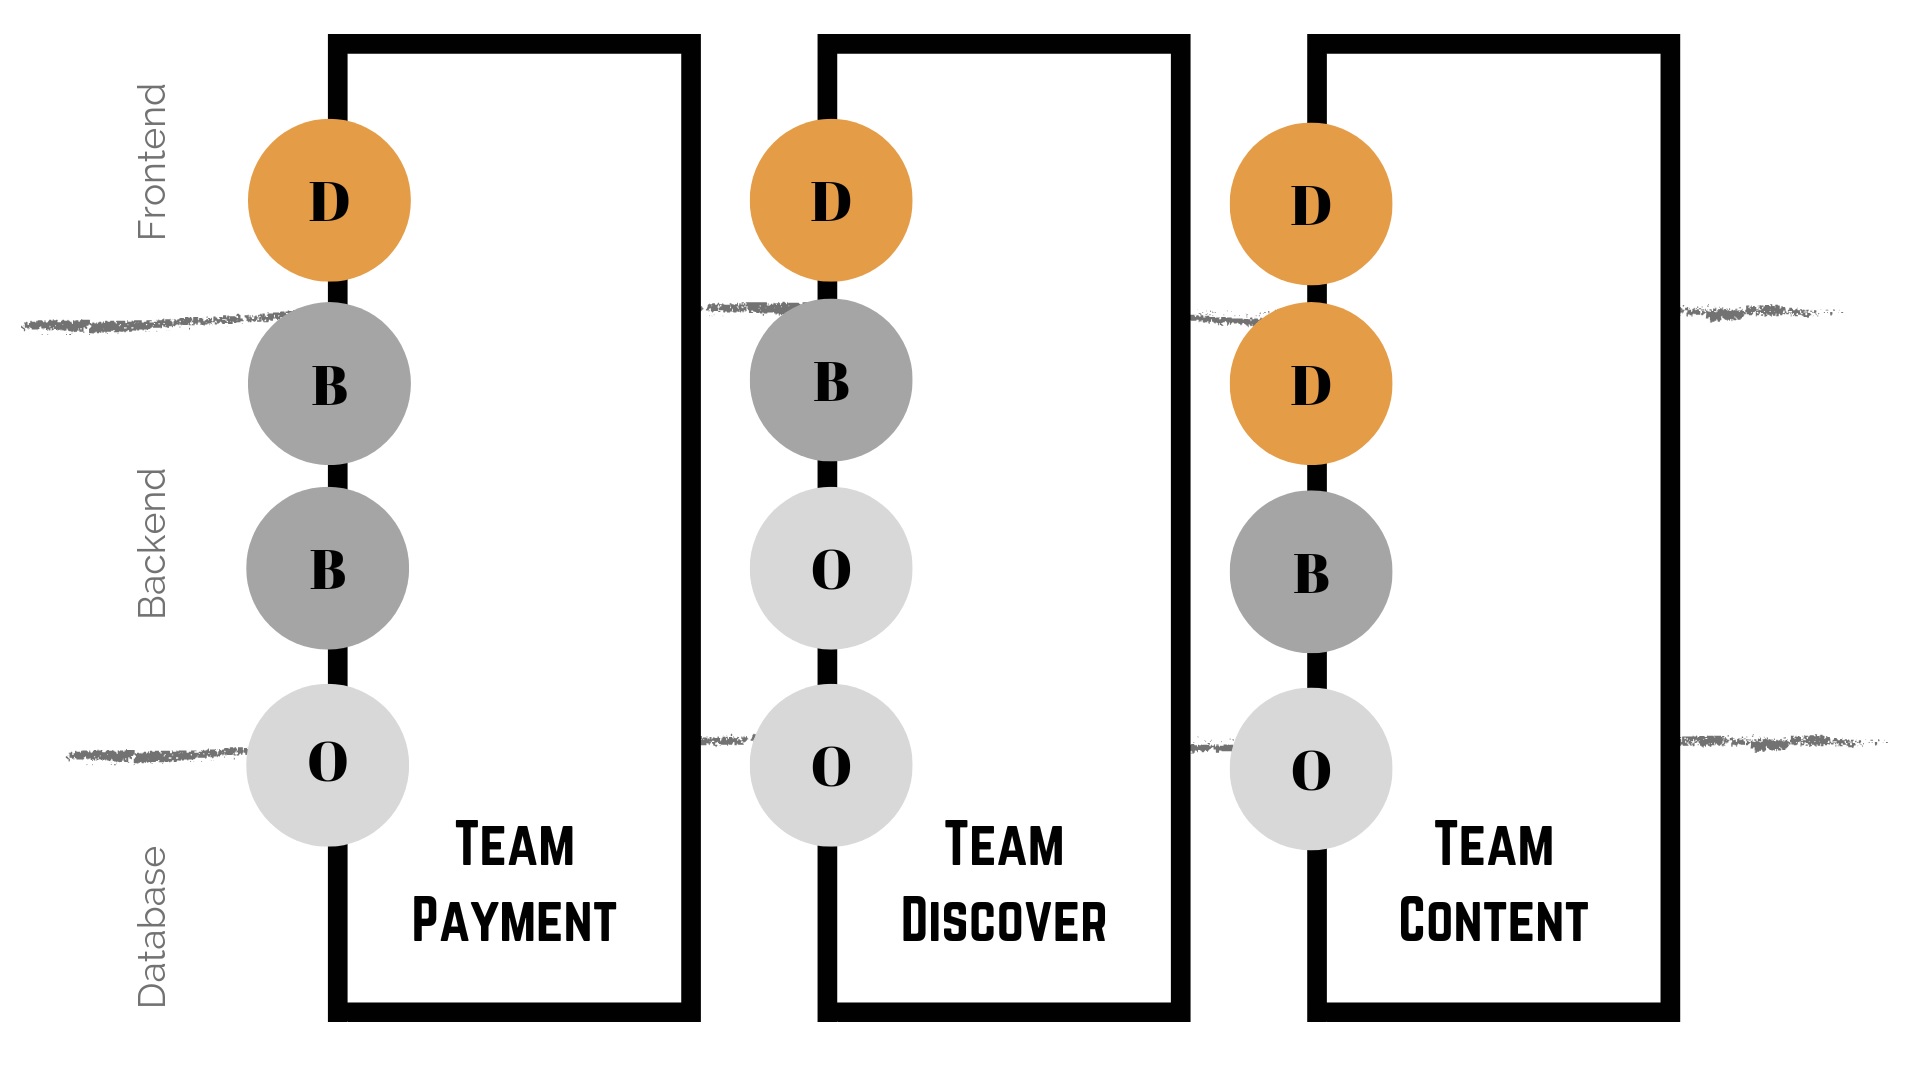 Frontend
Backend
Database
D
B
B
O
Team
Payment
D
B
O
O
Team
Discover
D
D
B
O
Team
Content